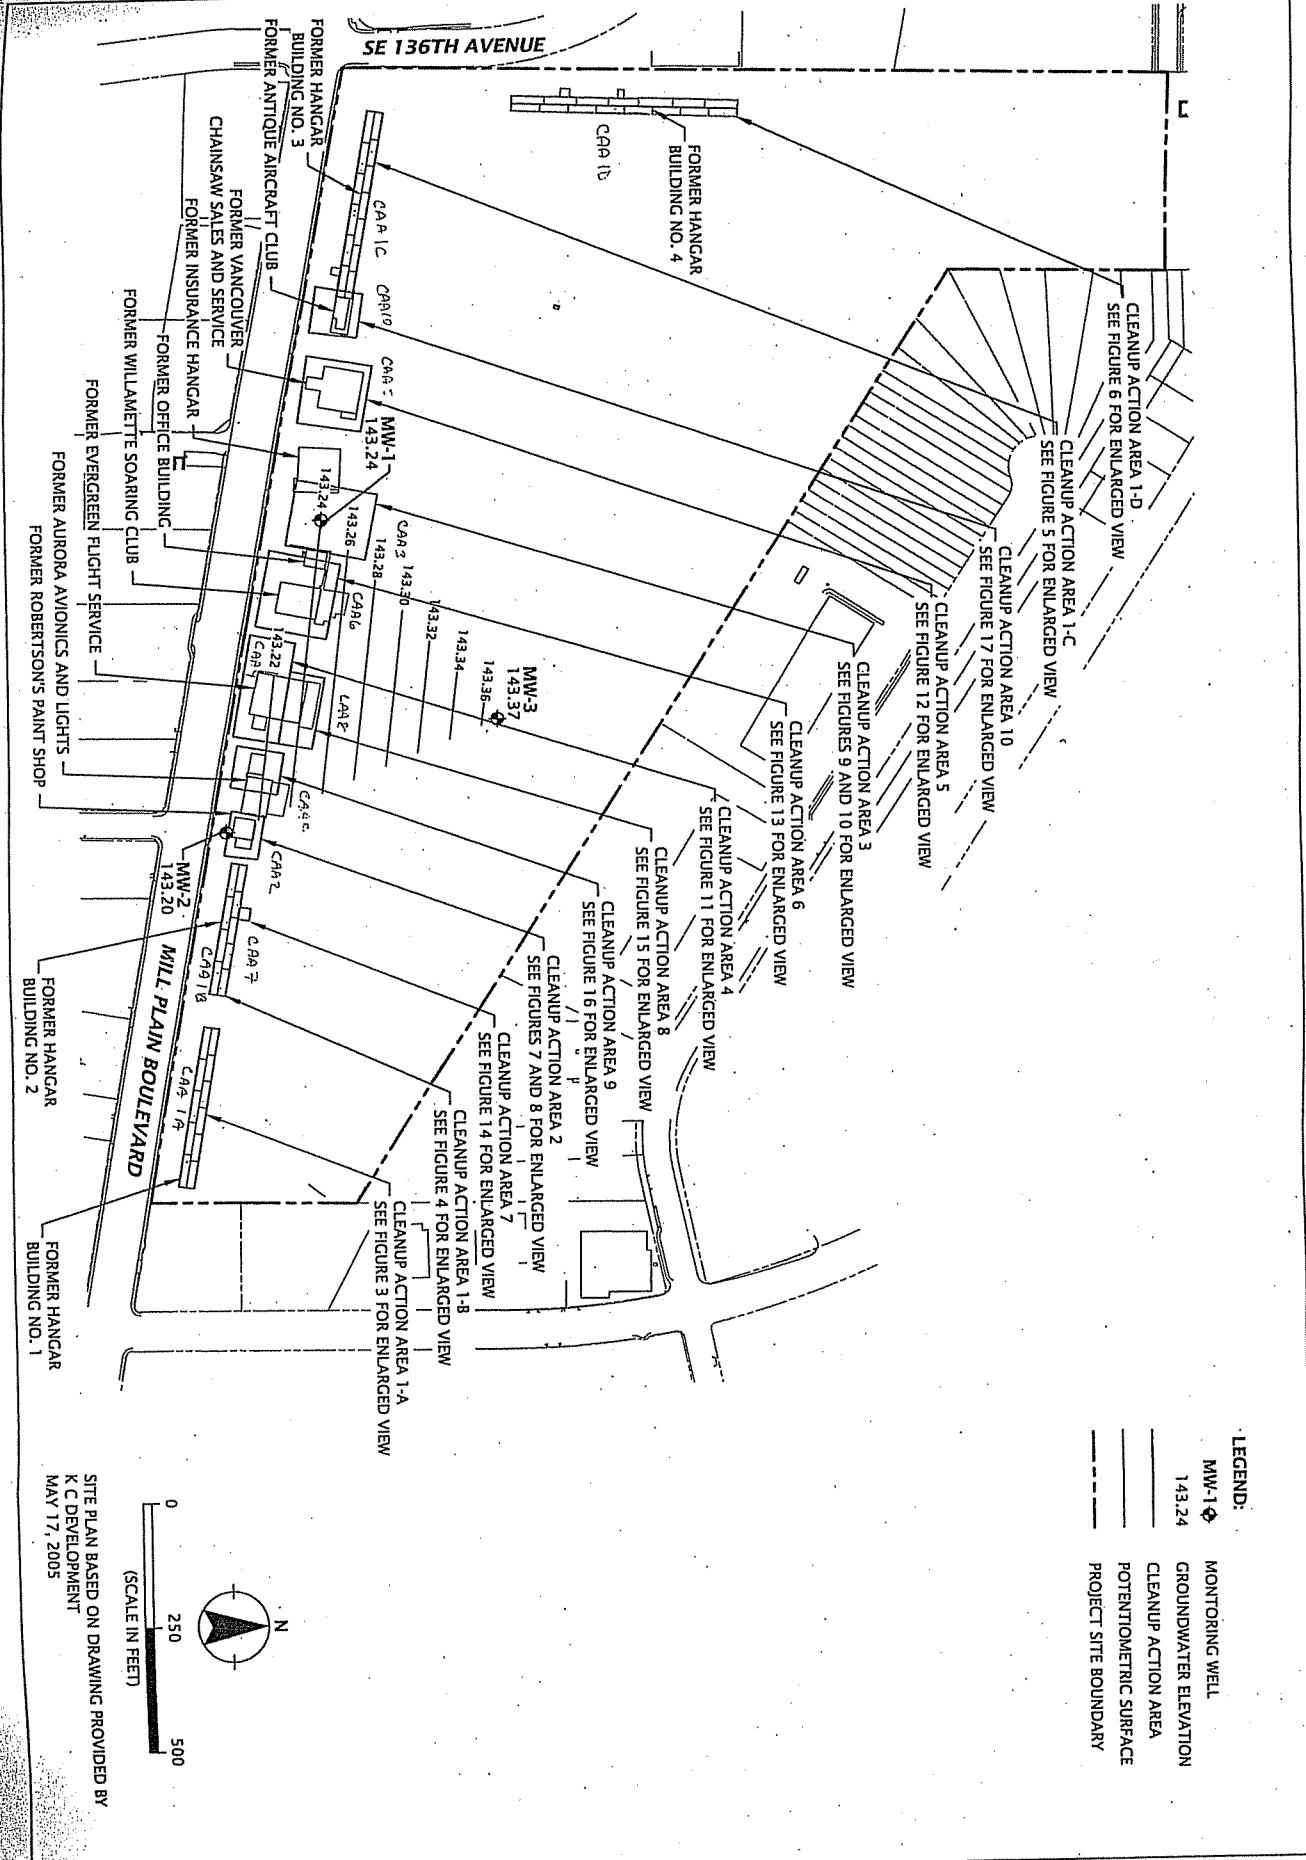 SE 136TH AVENUE
FORMER HANGAR
BUILDING NO. 3
FORMER ANTIQUE AIRCRAFT CLUB
FORMER VANCOUVER
CHAINSAW SALES AND SERVICE
FORMER INSURANCE HANGAR
FORMER OFFICE BUILDING
FORMER WILLAMETTE SOARING CLUB
FORMER EVERGREEN FLIGHT SERVICE
FORMER AURORA AVIONICS AND LIGHTS
FORMER ROBERTSON'S PAINT SHOP
FORMER HANGAR
BUILDING NO. 4
CAA 1D
CAA 1C
CAA10
CAA 5
MW-1
143.24
143.24
143.26
143.28
CAA 3
143.30
143.32
143.34
143.36
MW-3
143.37
CAA6
143.22
CAA8
CAA2
MW-2
143.20
CAA 7
CAA1B
CAA 1A
MILL PLAIN BOULEVARD
FORMER HANGAR
BUILDING NO. 2
FORMER HANGAR
BUILDING NO. 1
CLEANUP ACTION AREA 1-D
SEE FIGURE 6 FOR ENLARGED VIEW
CLEANUP ACTION AREA 1-C
SEE FIGURE 5 FOR ENLARGED VIEW
CLEANUP ACTION AREA 10
SEE FIGURE 17 FOR ENLARGED VIEW
CLEANUP ACTION AREA 5
SEE FIGURE 12 FOR ENLARGED VIEW
CLEANUP ACTION AREA 3
SEE FIGURES 9 AND 10 FOR ENLARGED VIEW
CLEANUP ACTION AREA 6
SEE FIGURE 13 FOR ENLARGED VIEW
CLEANUP ACTION AREA 4
SEE FIGURE 11 FOR ENLARGED VIEW
CLEANUP ACTION AREA 8
SEE FIGURE 15 FOR ENLARGED VIEW
CLEANUP ACTION AREA 9
SEE FIGURE 16 FOR ENLARGED VIEW
CLEANUP ACTION AREA 2
SEE FIGURES 7 AND 8 FOR ENLARGED VIEW
CLEANUP ACTION AREA 7
SEE FIGURE 14 FOR ENLARGED VIEW
CLEANUP ACTION AREA 1-B
SEE FIGURE 4 FOR ENLARGED VIEW
CLEANUP ACTION AREA 1-A
SEE FIGURE 3 FOR ENLARGED VIEW
LEGEND:
MW-1 MONTORING WELL
143.24 GROUNDWATER ELEVATION
CLEANUP ACTION AREA
POTENTIOMETRIC SURFACE
PROJECT SITE BOUNDARY
N
0 250 500
(SCALE IN FEET)
SITE PLAN BASED ON DRAWING PROVIDED BY
K C DEVELOPMENT
MAY 17, 2005